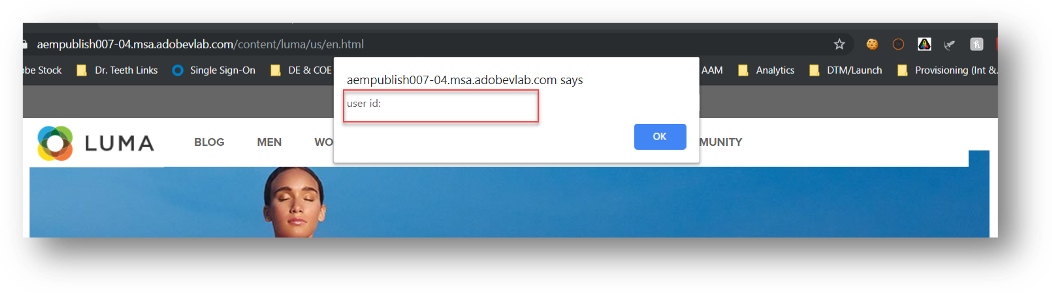 aempublish007-04.msa.adobevlab.com/content/luma/us/en.html
be Stock Dr. Teeth Links Single Sign-On DE & COE AAM Analytics DTM/Launch Provisioning (Int &
aempublish007-04.msa.adobevlab.com says
user id:
OK
LUMA BLOG MEN WO MUNITY